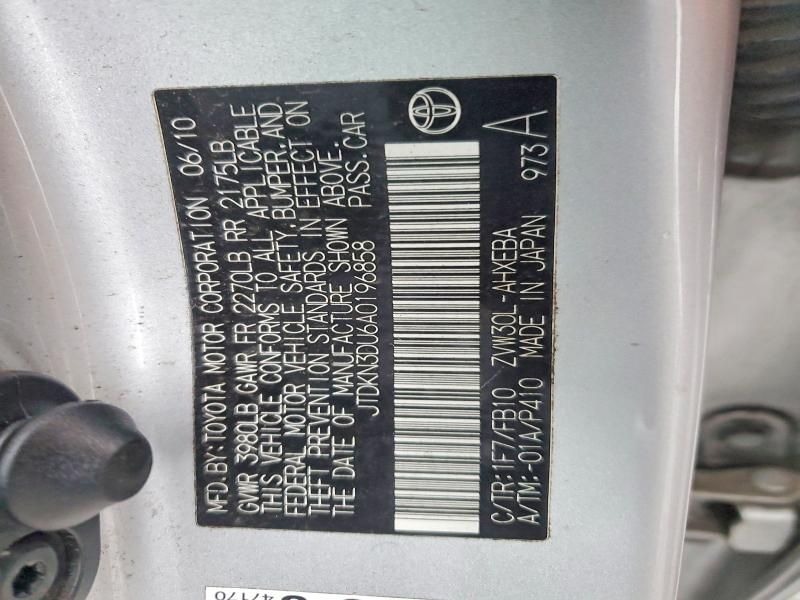 MFD. BY: TOYOTA MOTOR CORPORATION 06/10
GVWR 3980LB GAWR FR 2270LB RR 2175LB
THIS VEHICLE CONFORMS TO ALL APPLICABLE
FEDERAL MOTOR VEHICLE SAFETY, BUMPER, AND
THEFT PREVENTION STANDARDS IN EFFECT ON
THE DATE OF MANUFACTURE SHOWN ABOVE.
JTDKN3DU6A0196858 PASS. CAR
C/TR: 1F7/FB10 ZVW30L-AHXEBA
A/TM: -01A/P410 MADE IN JAPAN 973 A
47170